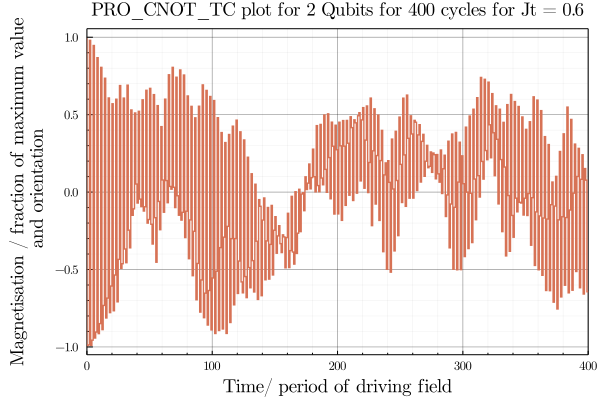 PRO_CNOT_TC plot for 2 Qubits for 400 cycles for Jt = 0.6
Magnetisation / fraction of maximum value
and orientation
1.0
0.5
0.0
−0.5
−1.0
0
100
200
300
400
Time/ period of driving field